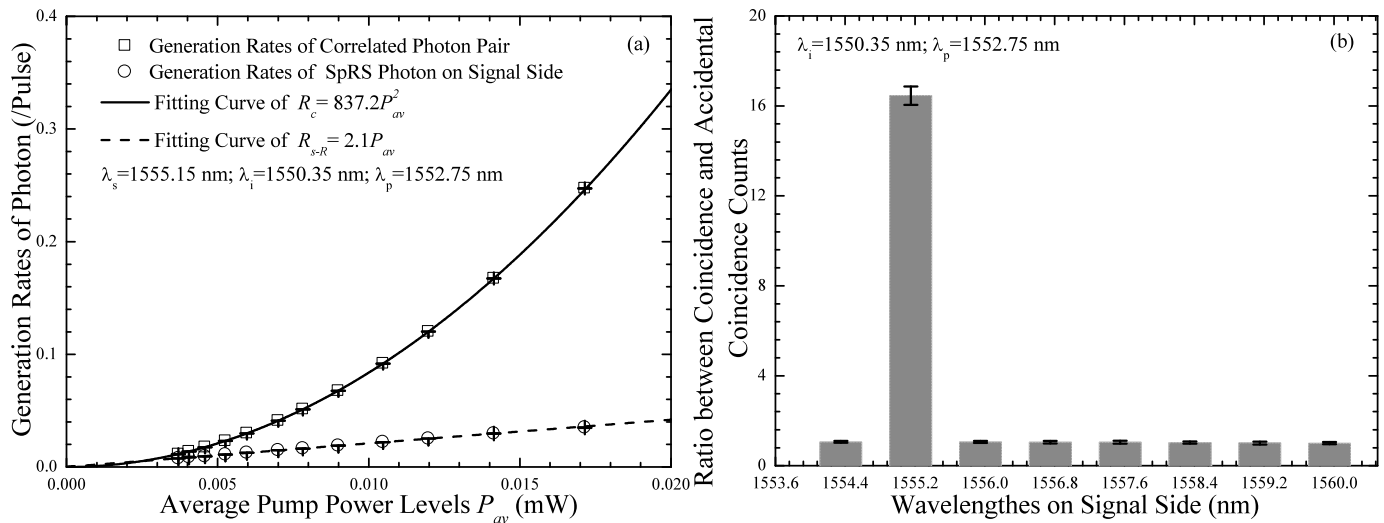 Generation Rates of Photon (/Pulse)
0.4
0.3
0.2
0.1
0.0
(a)
Generation Rates of Correlated Photon Pair
Generation Rates of SpRS Photon on Signal Side
Fitting Curve of R_c = 837.2P_av^2
Fitting Curve of R_s-R = 2.1P_av
λ_s=1555.15 nm; λ_i=1550.35 nm; λ_p=1552.75 nm
0.000 0.005 0.010 0.015 0.020
Average Pump Power Levels P_av (mW)
Ratio between Coincidence and Accidental
Coincidence Counts
20
16
12
8
4
0
λ_i=1550.35 nm; λ_p=1552.75 nm
(b)
1553.6 1554.4 1555.2 1556.0 1556.8 1557.6 1558.4 1559.2 1560.0
Wavelengthes on Signal Side (nm)